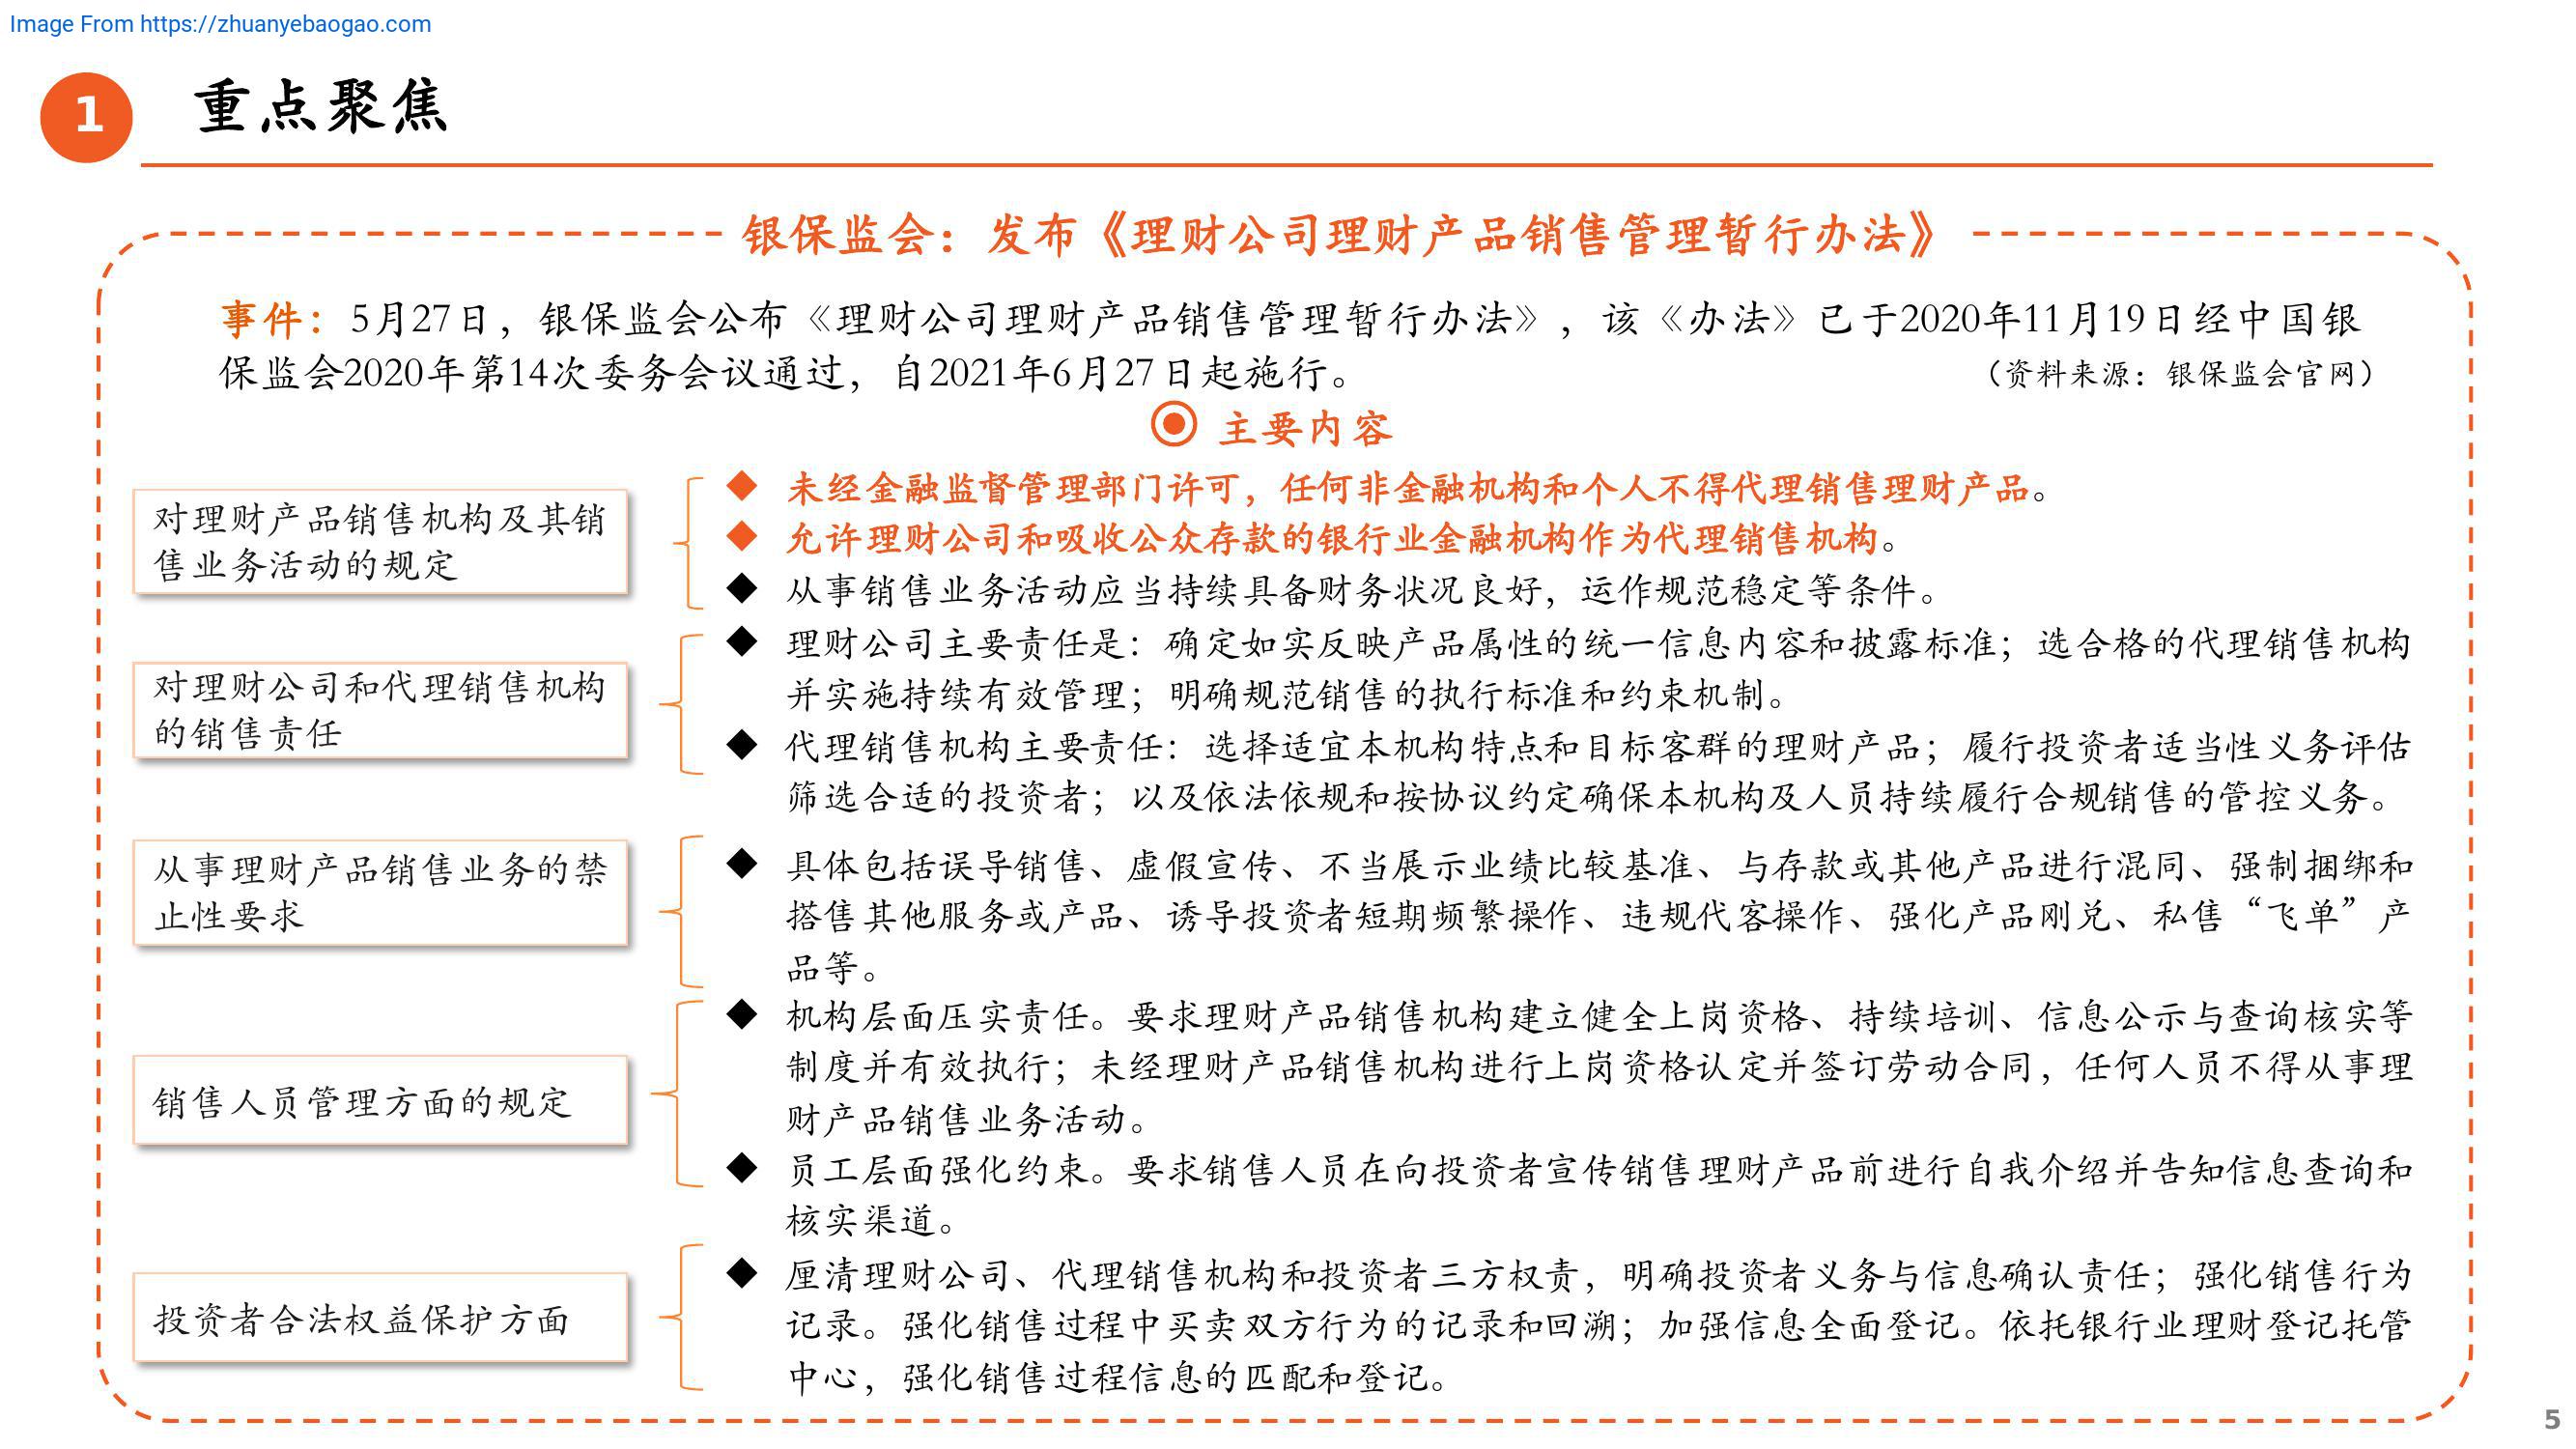 Image From https://zhuanyebaogao.com
1
重点聚焦
银保监会：发布《理财公司理财产品销售管理暂行办法》
事件：5月27日，银保监会公布《理财公司理财产品销售管理暂行办法》，该《办法》已于2020年11月19日经中国银
保监会2020年第14次委务会议通过，自2021年6月27日起施行。
（资料来源：银保监会官网）
主要内容
对理财产品销售机构及其销
售业务活动的规定
◆ 未经金融监督管理部门许可，任何非金融机构和个人不得代理销售理财产品。
◆ 允许理财公司和吸收公众存款的银行业金融机构作为代理销售机构。
◆ 从事销售业务活动应当持续具备财务状况良好，运作规范稳定等条件。
对理财公司和代理销售机构
的销售责任
◆ 理财公司主要责任是：确定如实反映产品属性的统一信息内容和披露标准；选合格的代理销售机构
并实施持续有效管理；明确规范销售的执行标准和约束机制。
◆ 代理销售机构主要责任：选择适宜本机构特点和目标客群的理财产品；履行投资者适当性义务评估
筛选合适的投资者；以及依法依规和按协议约定确保本机构及人员持续履行合规销售的管控义务。
从事理财产品销售业务的禁
止性要求
◆ 具体包括误导销售、虚假宣传、不当展示业绩比较基准、与存款或其他产品进行混同、强制捆绑和
搭售其他服务或产品、诱导投资者短期频繁操作、违规代客操作、强化产品刚兑、私售“飞单”产
品等。
销售人员管理方面的规定
◆ 机构层面压实责任。要求理财产品销售机构建立健全上岗资格、持续培训、信息公示与查询核实等
制度并有效执行；未经理财产品销售机构进行上岗资格认定并签订劳动合同，任何人员不得从事理
财产品销售业务活动。
◆ 员工层面强化约束。要求销售人员在向投资者宣传销售理财产品前进行自我介绍并告知信息查询和
核实渠道。
投资者合法权益保护方面
◆ 厘清理财公司、代理销售机构和投资者三方权责，明确投资者义务与信息确认责任；强化销售行为
记录。强化销售过程中买卖双方行为的记录和回溯；加强信息全面登记。依托银行业理财登记托管
中心，强化销售过程信息的匹配和登记。
5